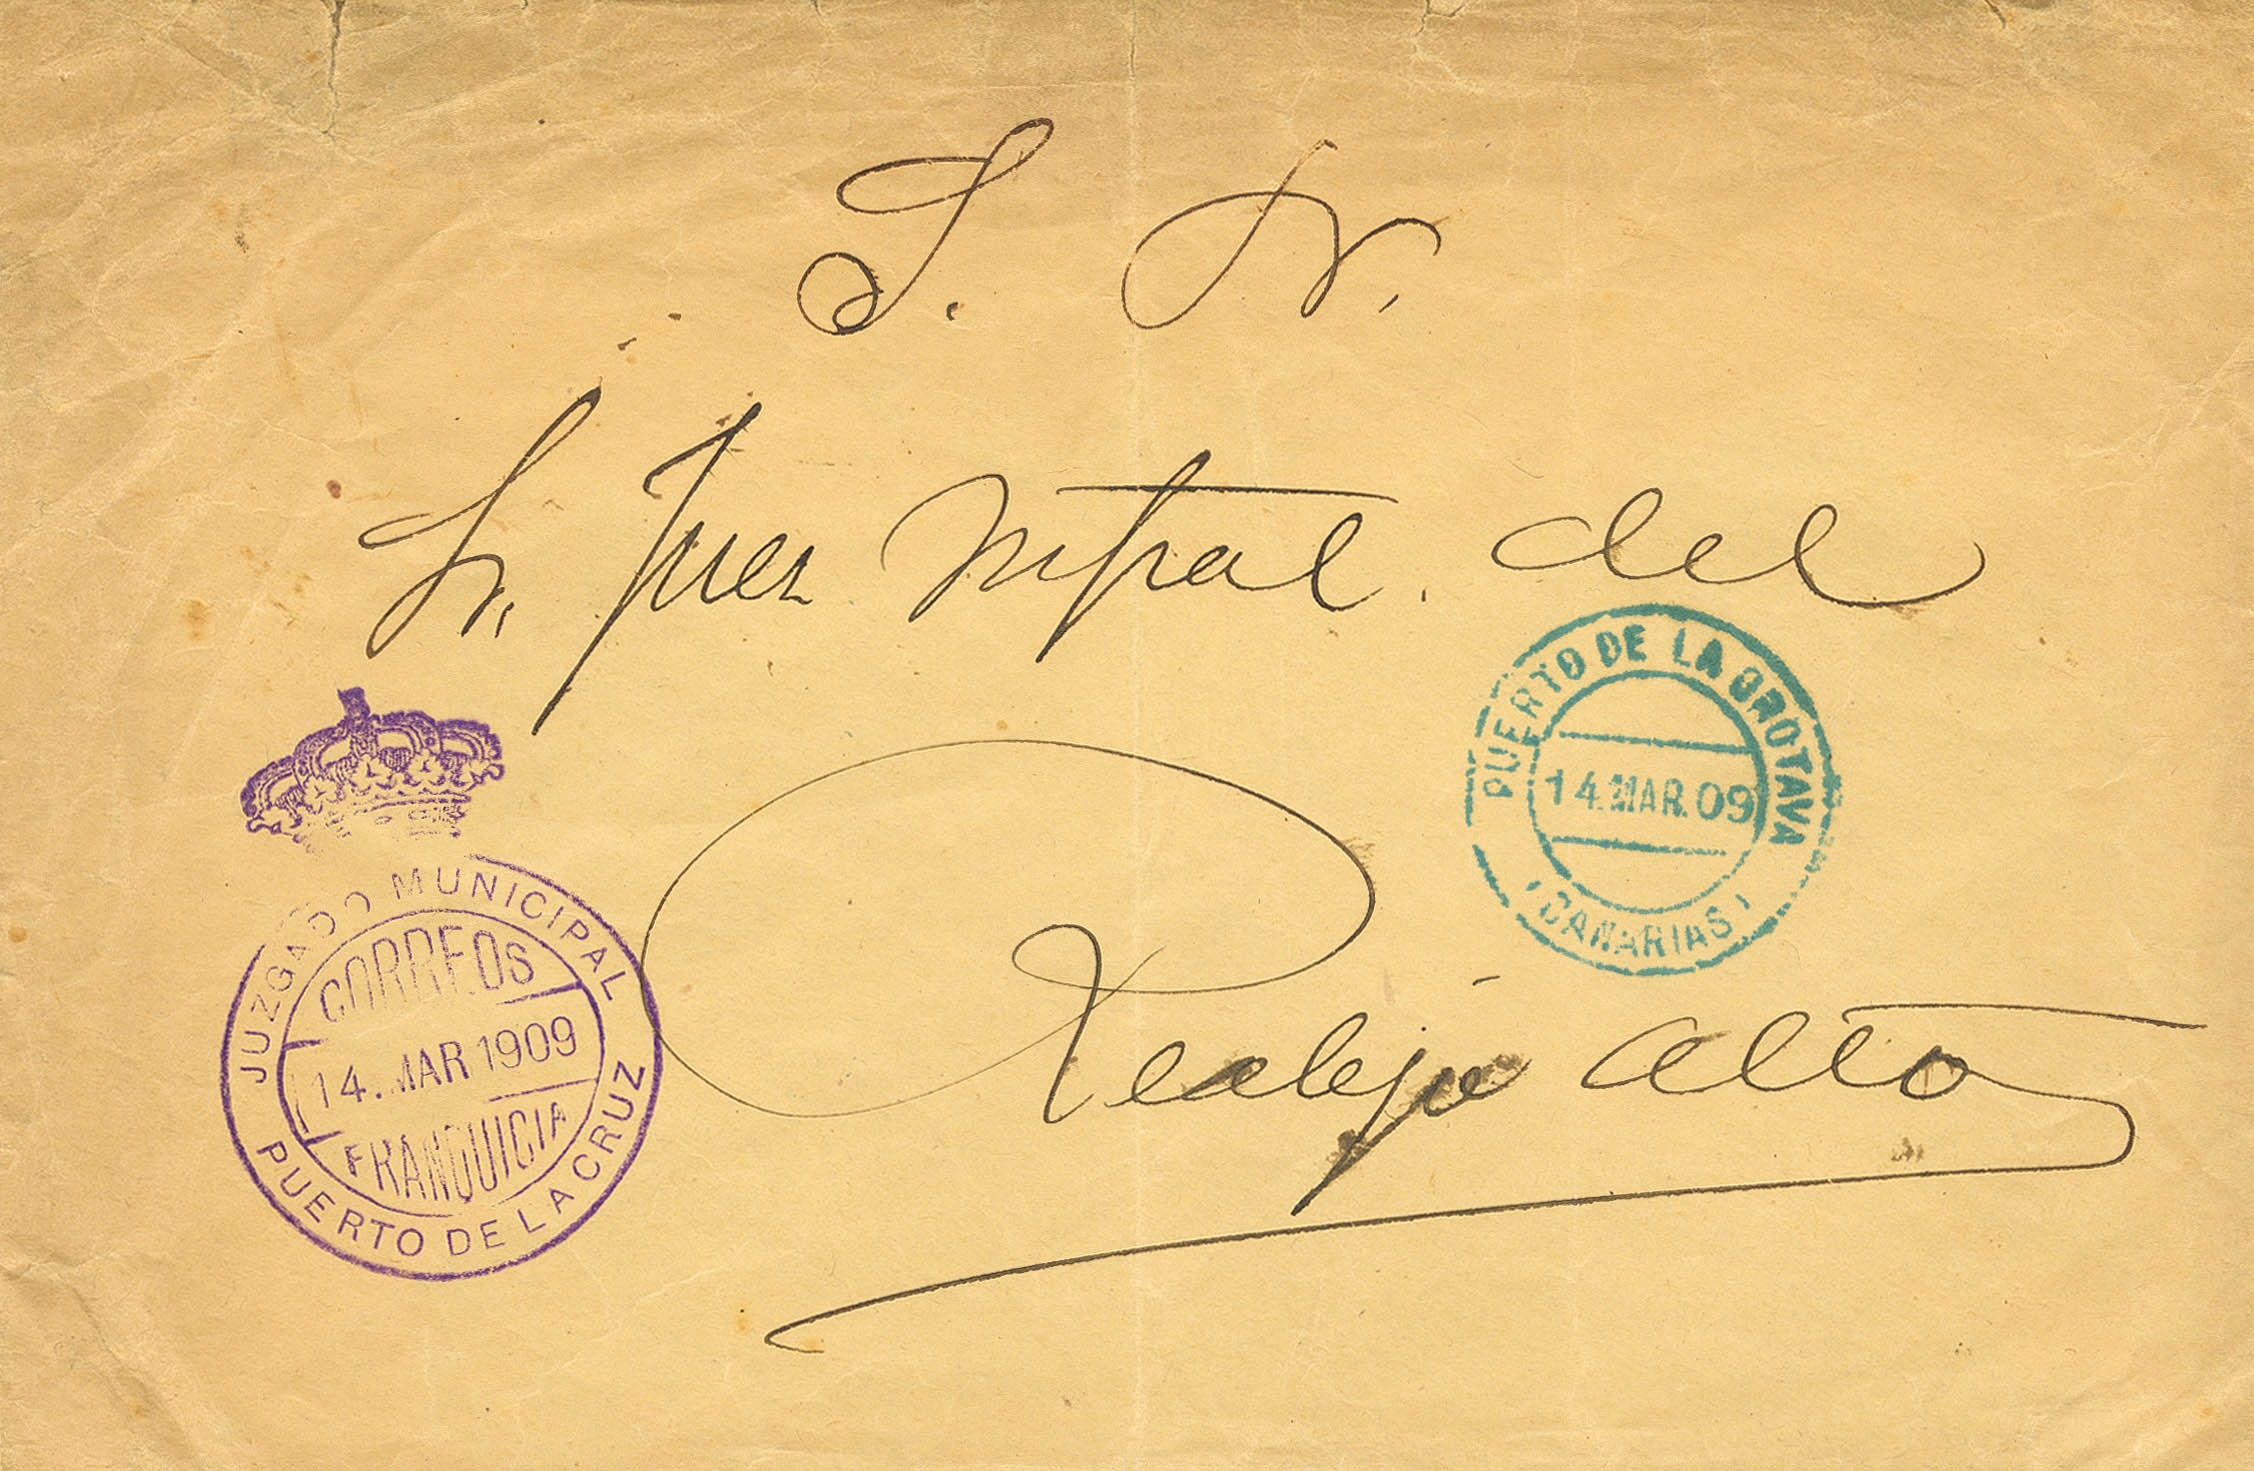 S. N.
Sr. Juez mpal. del
Realejo alto
PUERTO DE LA OROTAVA
14.MAR.09
(CANARIAS)
JUZGADO MUNICIPAL
CORREOS
14.MAR 1909
FRANQUICIA
PUERTO DE LA CRUZ